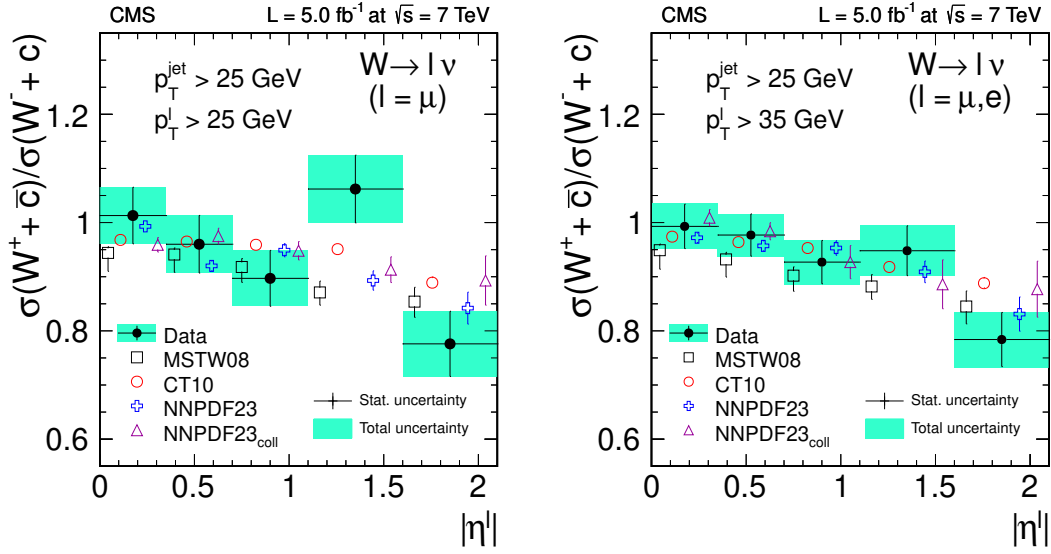 CMS L = 5.0 fb⁻¹ at √s = 7 TeV
σ(W⁺ + c̄)/σ(W⁻ + c)
p_T^jet > 25 GeV
p_T^l > 25 GeV
W → l ν
(l = μ)
1.2
1
0.8
0.6
Data
MSTW08
CT10
NNPDF23
NNPDF23_coll
Stat. uncertainty
Total uncertainty
0 0.5 1 1.5 2
|η^l|
CMS L = 5.0 fb⁻¹ at √s = 7 TeV
σ(W⁺ + c̄)/σ(W⁻ + c)
p_T^jet > 25 GeV
p_T^l > 35 GeV
W → l ν
(l = μ,e)
1.2
1
0.8
0.6
Data
MSTW08
CT10
NNPDF23
NNPDF23_coll
Stat. uncertainty
Total uncertainty
0 0.5 1 1.5 2
|η^l|